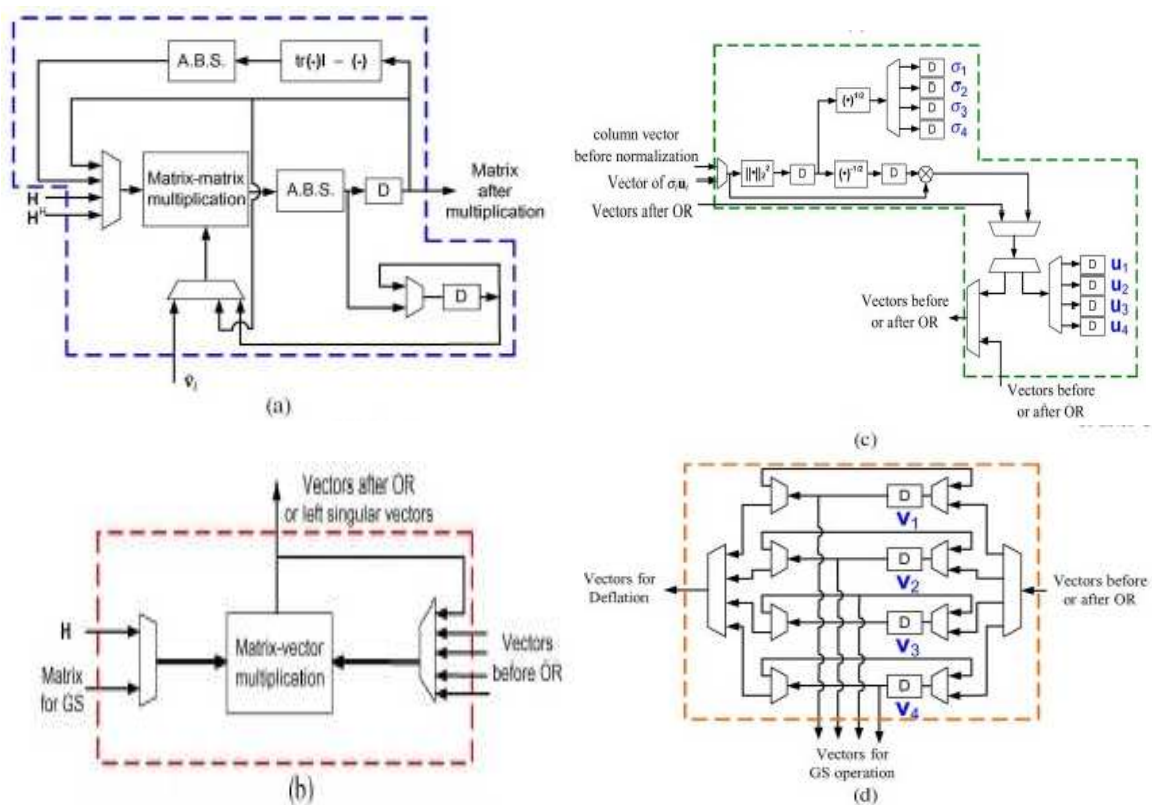 A.B.S.
tr(-)I – (-)
H
Hᴴ
Matrix-matrix
multiplication
A.B.S.
D
Matrix
after
multiplication
D
v̂ᵢ
(a)
column vector
before normalization
Vector of σᵢuᵢ
Vectors after OR
||•||₂²
D
(•)⁻¹/²
D
(•)¹/²
D σ₁
D σ₂
D σ₃
D σ₄
D u₁
D u₂
D u₃
D u₄
Vectors before
or after OR
Vectors before
or after OR
(c)
Vectors after OR
or left singular vectors
H
Matrix
for GS
Matrix-vector
multiplication
Vectors
before OR
(b)
D
v₁
D
v₂
D
v₃
D
v₄
Vectors for
Deflation
Vectors before
or after OR
Vectors for
GS operation
(d)